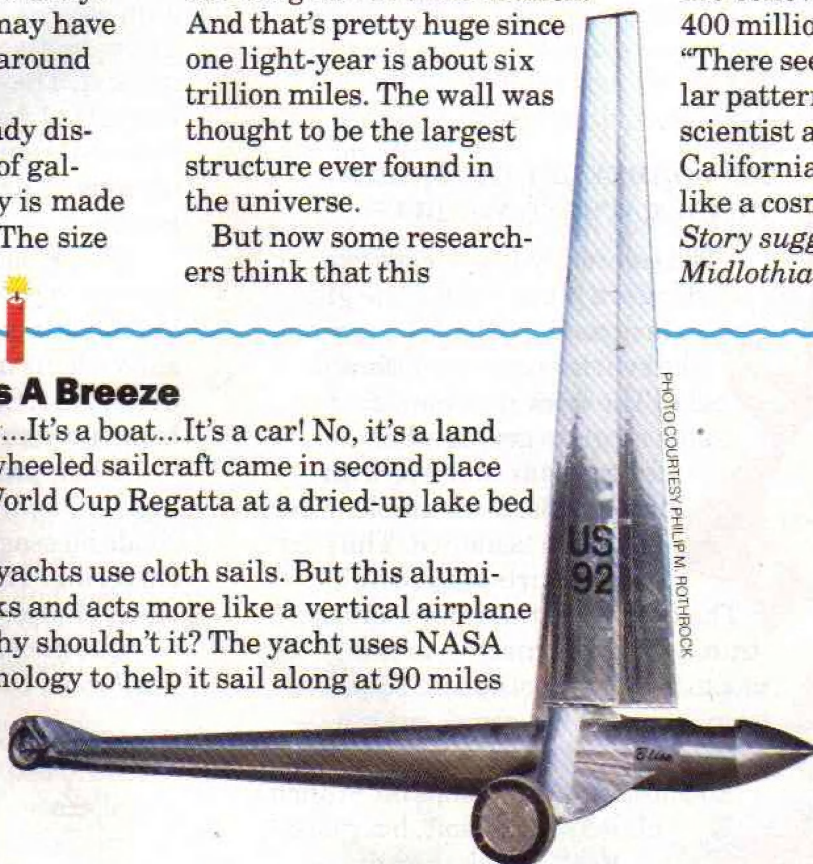 may have
around
dy dis-
of gal-
y is made
The size
And that's pretty huge since
one light-year is about six
trillion miles. The wall was
thought to be the largest
structure ever found in
the universe.
But now some research-
ers think that this
400 millio
"There see
lar pattern
scientist a
California
like a cosm
Story sugg
Midlothia
s A Breeze
...It's a boat...It's a car! No, it's a land
wheeled sailcraft came in second place
World Cup Regatta at a dried-up lake bed
yachts use cloth sails. But this alumi-
ks and acts more like a vertical airplane
hy shouldn't it? The yacht uses NASA
nology to help it sail along at 90 miles
PHOTO COURTESY PHILIP M. ROTHROCK
US
92